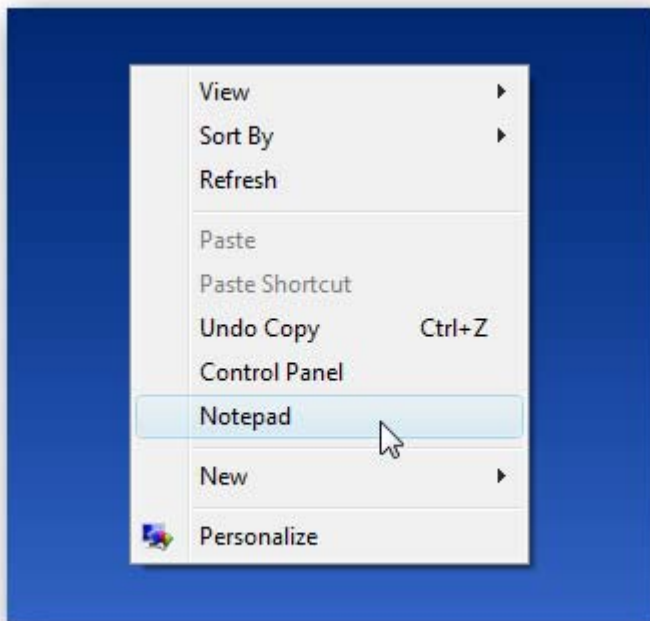 View
Sort By
Refresh
Paste
Paste Shortcut
Undo Copy Ctrl+Z
Control Panel
Notepad
New
Personalize